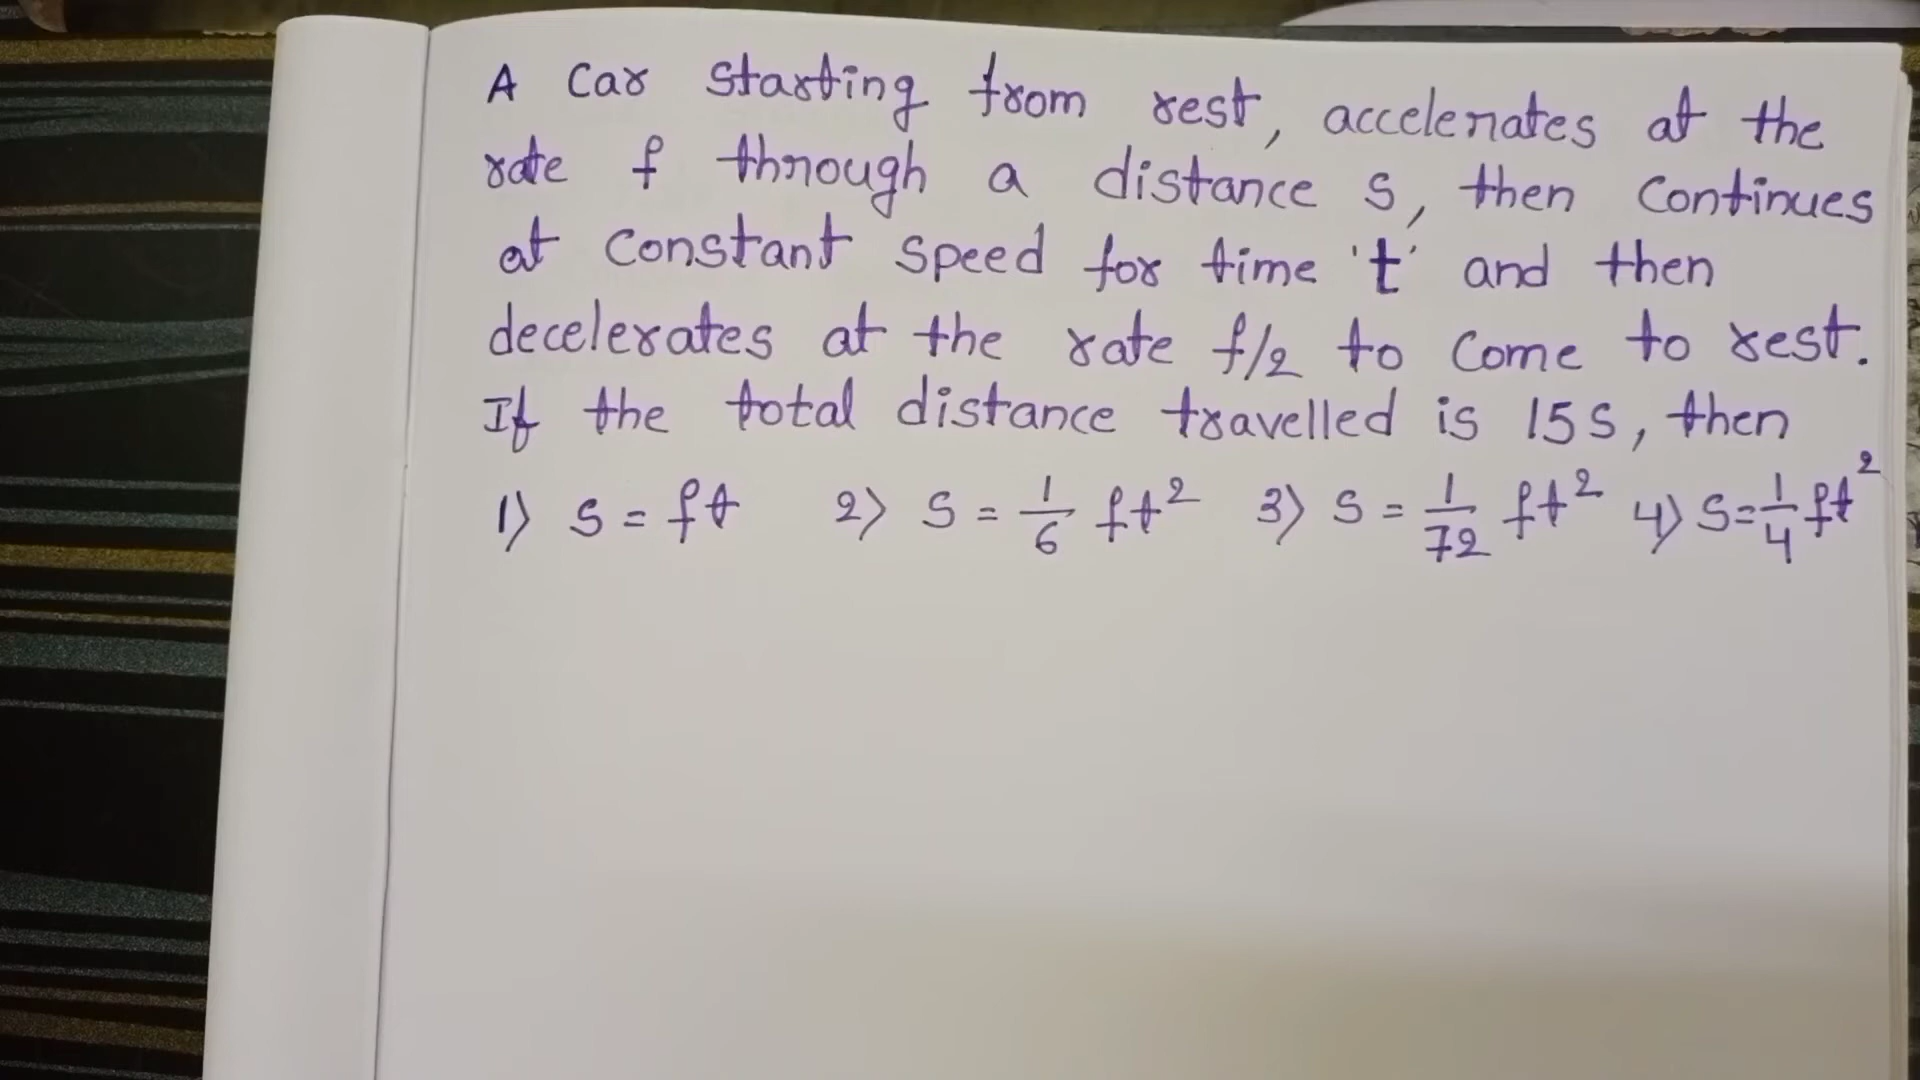 A Car starting from rest, accelerates at the
rate f through a distance s, then continues
at constant speed for time 't' and then
decelerates at the rate f/2 to come to rest.
If the total distance travelled is 15s, then
1) s = ft 2) s = 1/6 ft² 3) s = 1/72 ft² 4) s = 1/4 ft²